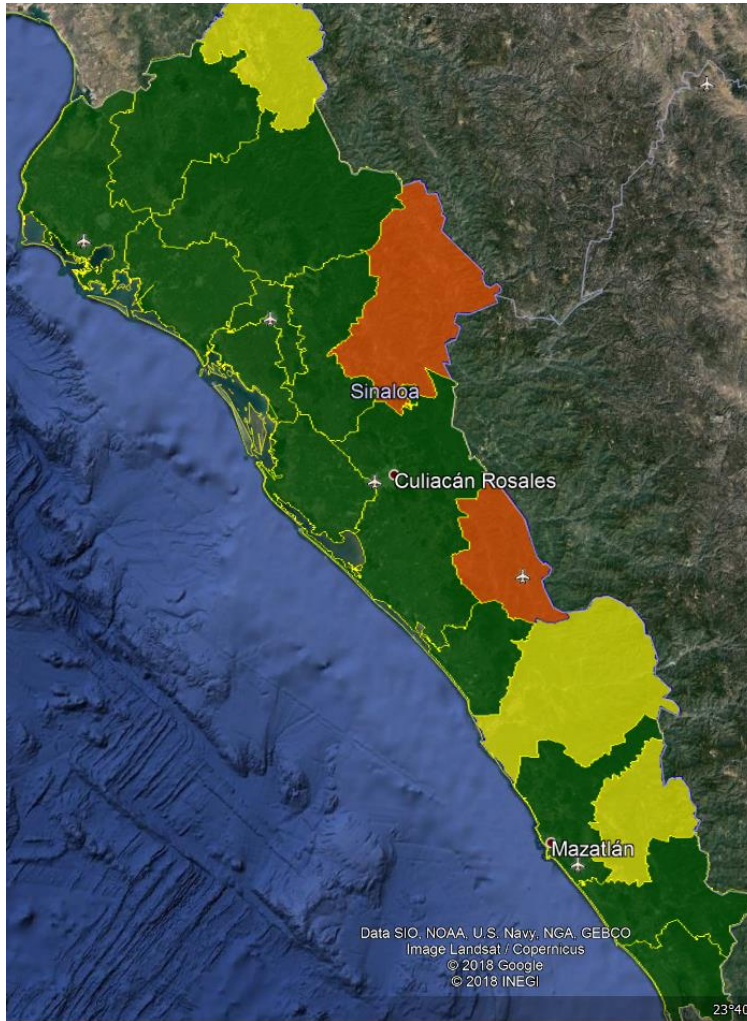 Sinaloa
Culiacán Rosales
Mazatlán
Data SIO, NOAA, U.S. Navy, NGA, GEBCO
Image Landsat / Copernicus
© 2018 Google
© 2018 INEGI
23°40